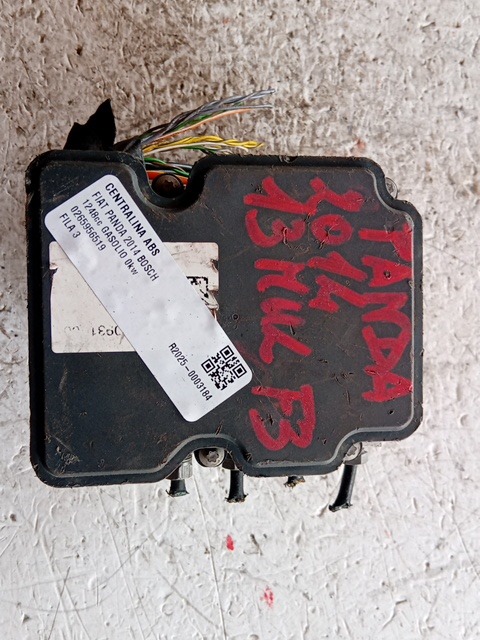 CENTRALINA ABS
FIAT PANDA 2014 BOSCH
1248cc GASOLIO 0kw
0265956519
FILA 3
R2025-0003184
PANDA
2014
13 MUL F3